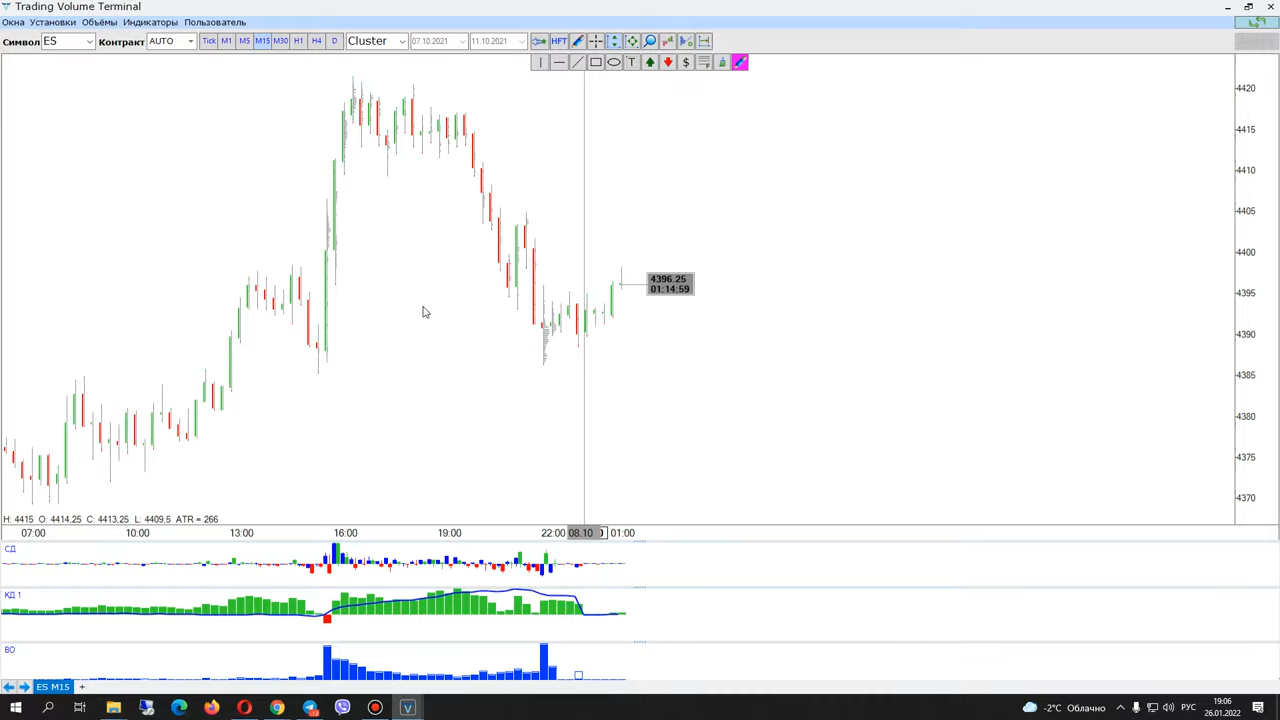 Trading Volume Terminal
Окна Установки Объёмы Индикаторы Пользователь
Символ ES Контракт AUTO Tick M1 M5 M15 M30 H1 H4 D Cluster 07.10.2021 11.10.2021 HFT
T $
4420
4415
4410
4405
4400
4396.25
01:14:59
4395
4390
4385
4380
4375
4370
H: 4415 O: 4414.25 C: 4413.25 L: 4409.5 ATR = 266
07:00 10:00 13:00 16:00 19:00 22:00 08.10 01:00
СД
КД 1
ВО
ES M15 +
-2°C Облачно РУС 19:06
26.01.2022